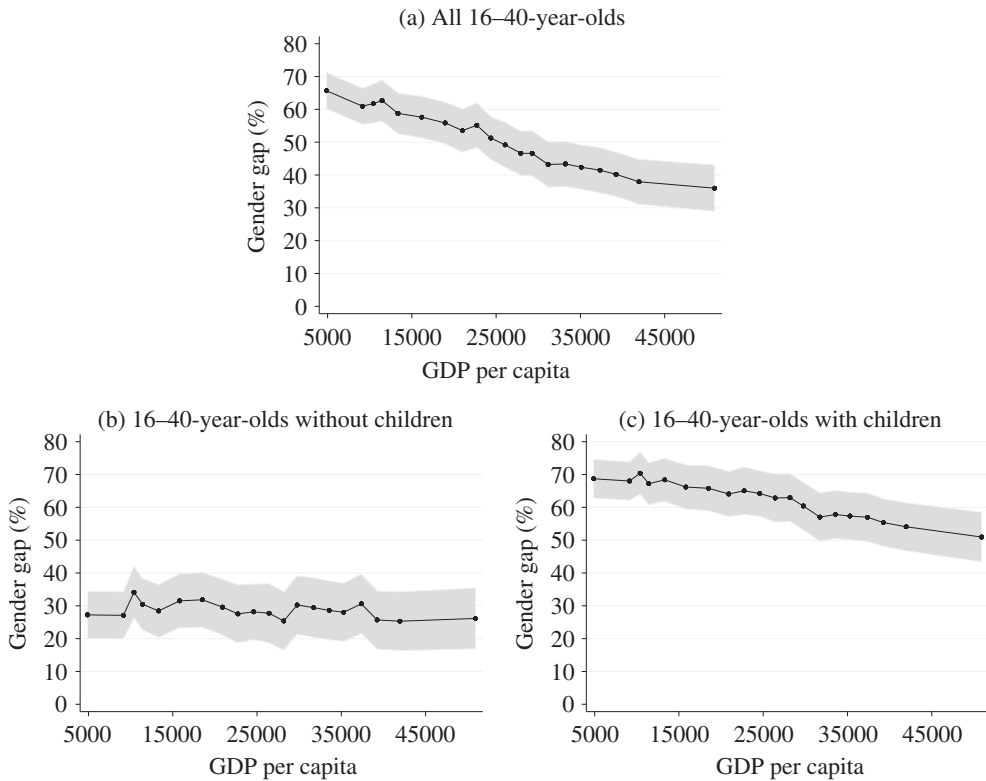 (a) All 16–40-year-olds
80
70
60
50
40
30
20
10
0
Gender gap (%)
5000 15000 25000 35000 45000
GDP per capita
(b) 16–40-year-olds without children
80
70
60
50
40
30
20
10
0
Gender gap (%)
5000 15000 25000 35000 45000
GDP per capita
(c) 16–40-year-olds with children
80
70
60
50
40
30
20
10
0
Gender gap (%)
5000 15000 25000 35000 45000
GDP per capita